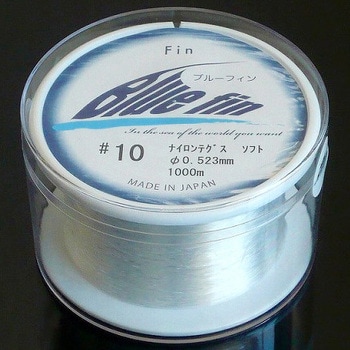 Fin
ブルーフィン
Blue fin
In the sea of the world you want
#10 ナイロンテグス ソフト
φ0.523mm
1000m
MADE IN JAPAN